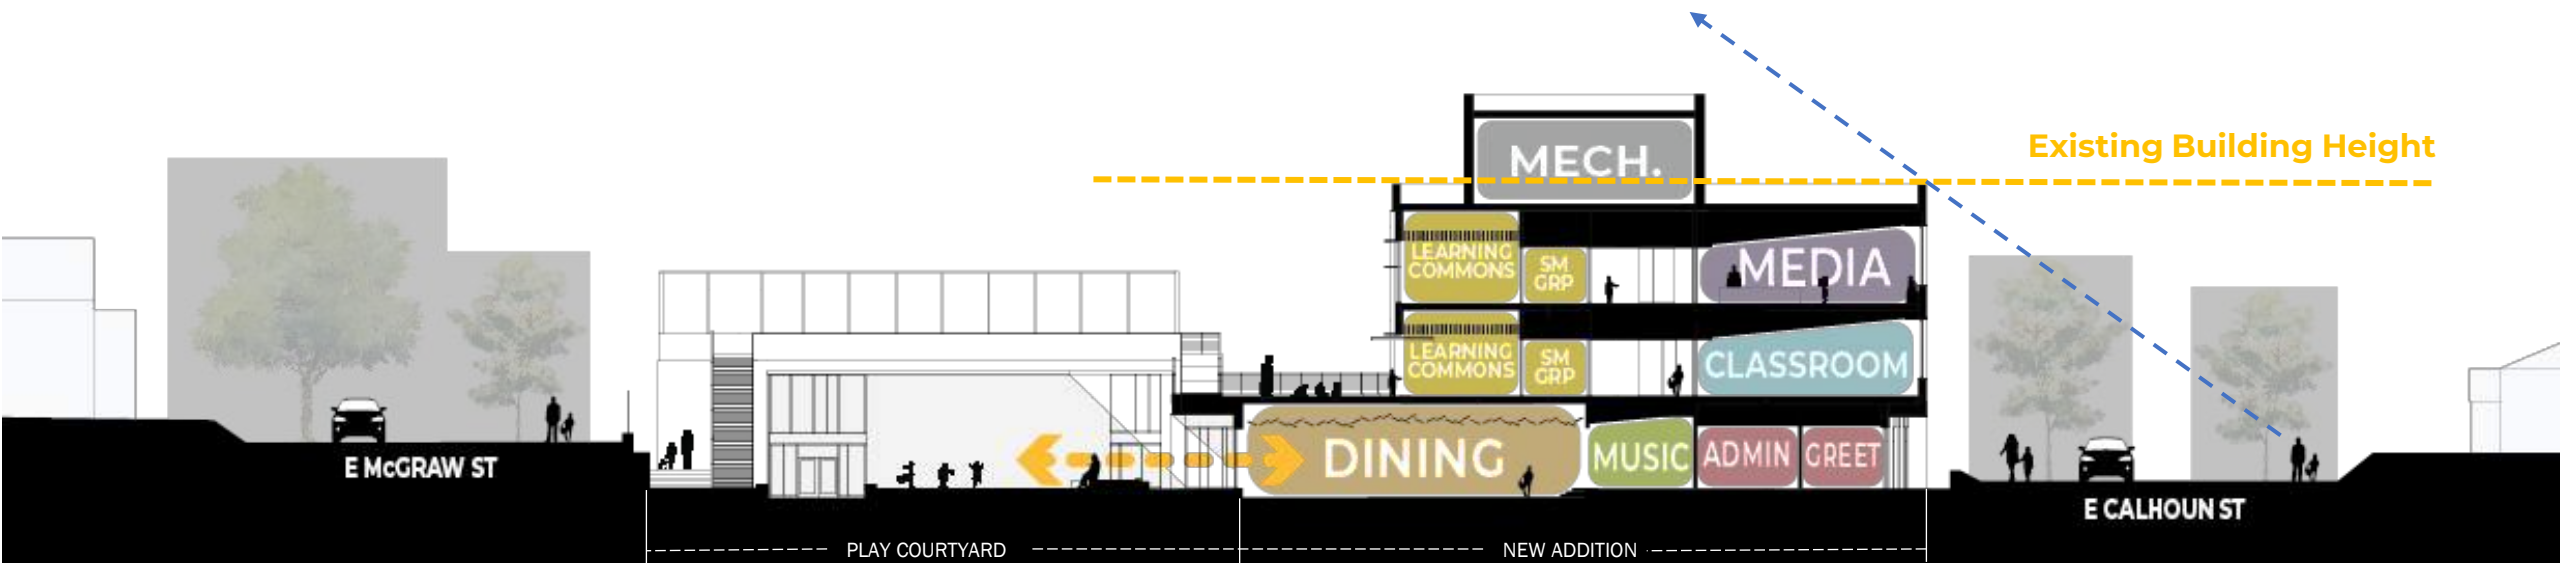 Existing Building Height
MECH.
LEARNING
COMMONS
SM
GRP
MEDIA
LEARNING
COMMONS
SM
GRP
CLASSROOM
DINING
MUSIC
ADMIN
GREET
E McGRAW ST
E CALHOUN ST
PLAY COURTYARD
NEW ADDITION